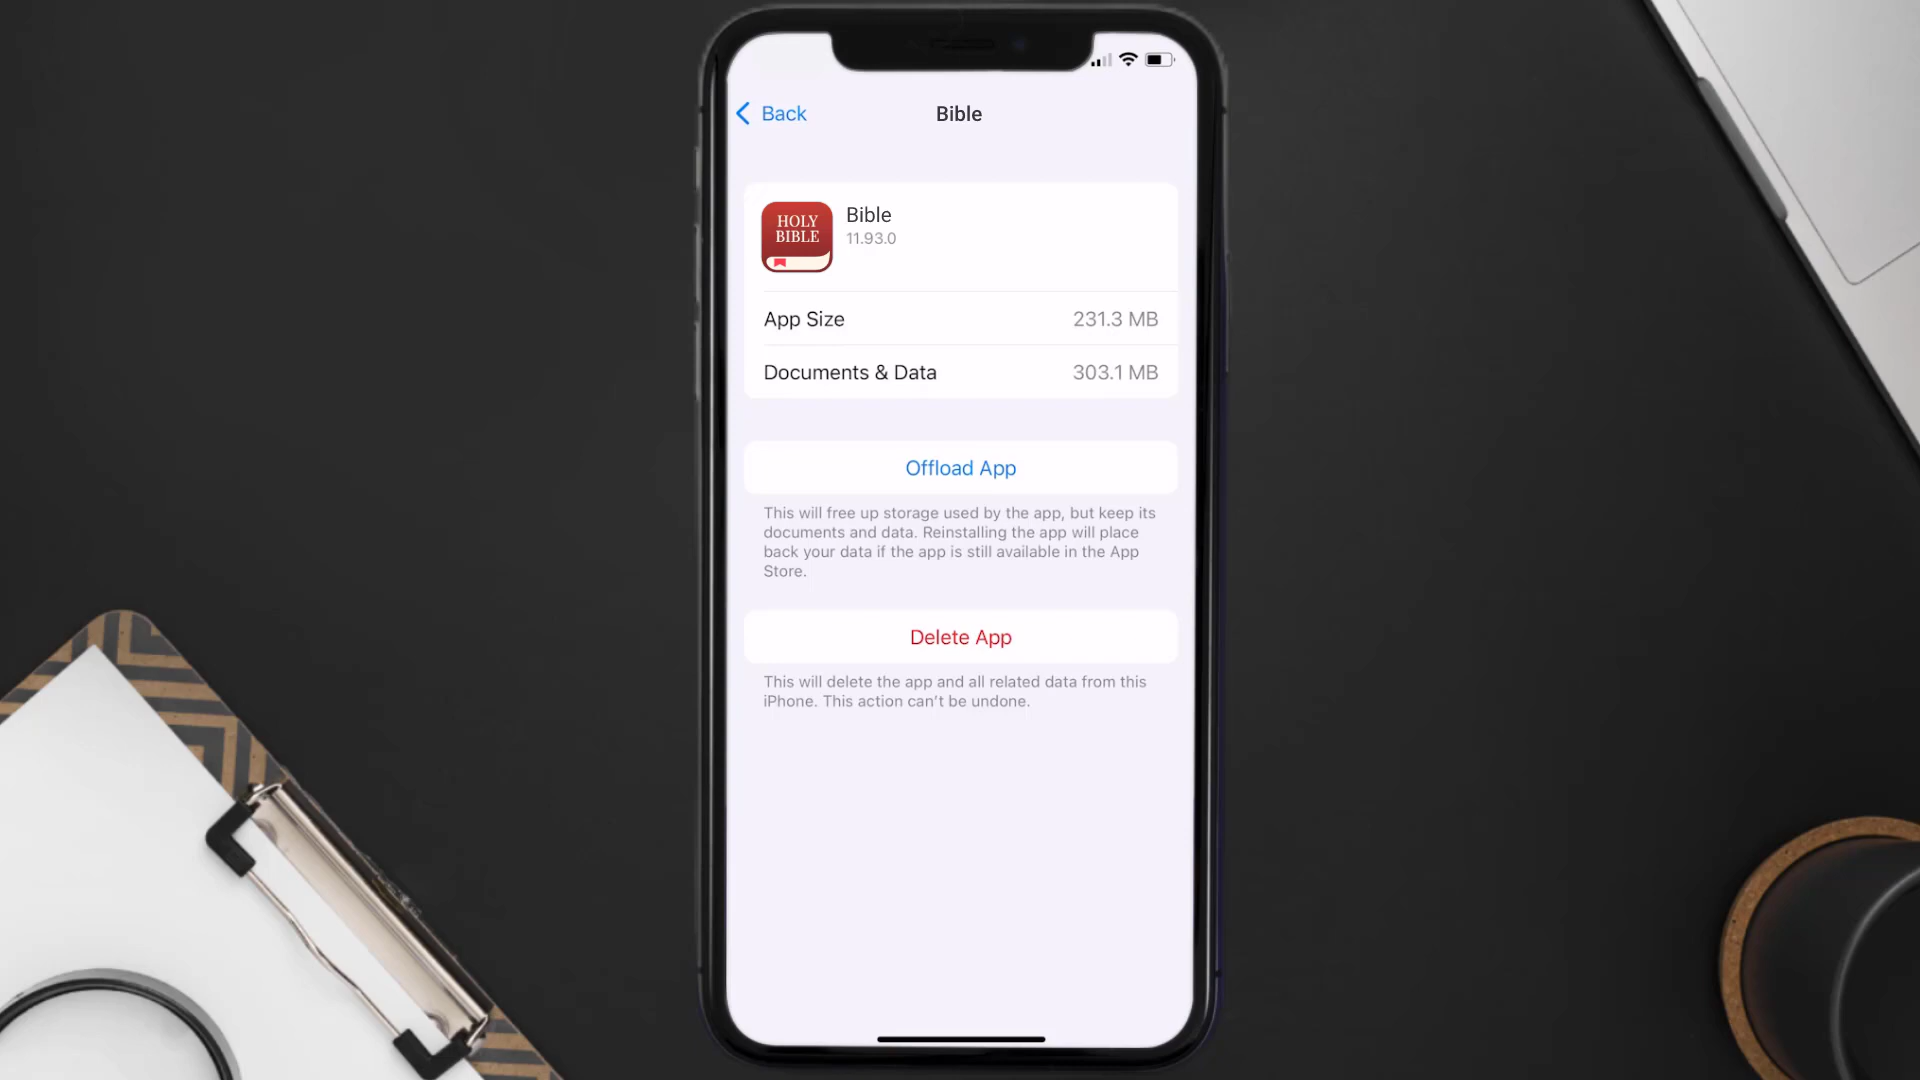 Back
Bible
HOLY
BIBLE
Bible
11.93.0
App Size 231.3 MB
Documents & Data 303.1 MB
Offload App
This will free up storage used by the app, but keep its
documents and data. Reinstalling the app will place
back your data if the app is still available in the App
Store.
Delete App
This will delete the app and all related data from this
iPhone. This action can’t be undone.